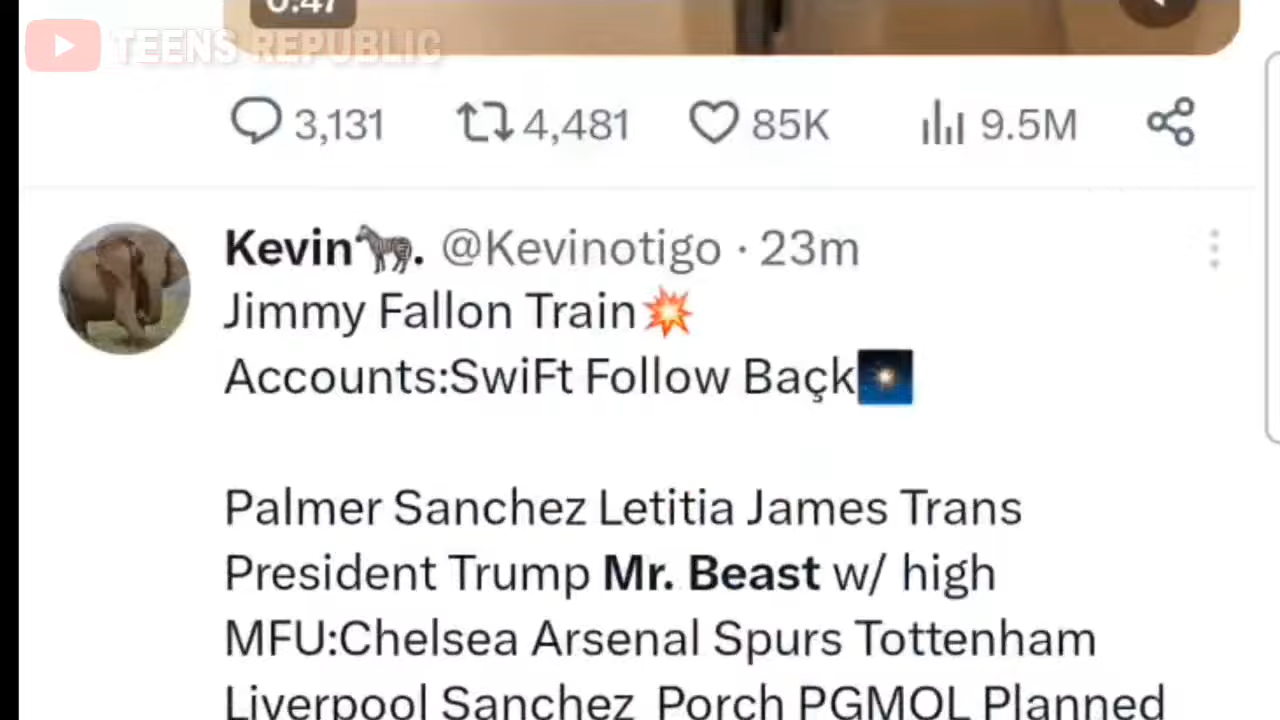 0:47
TEENS REPUBLIC
3,131 4,481 85K 9.5M
Kevin🦓. @Kevinotigo · 23m
Jimmy Fallon Train💥
Accounts:SwiFt Follow Baçk🎇
Palmer Sanchez Letitia James Trans
President Trump Mr. Beast w/ high
MFU:Chelsea Arsenal Spurs Tottenham
Liverpool Sanchez Porch PGMOL Planned